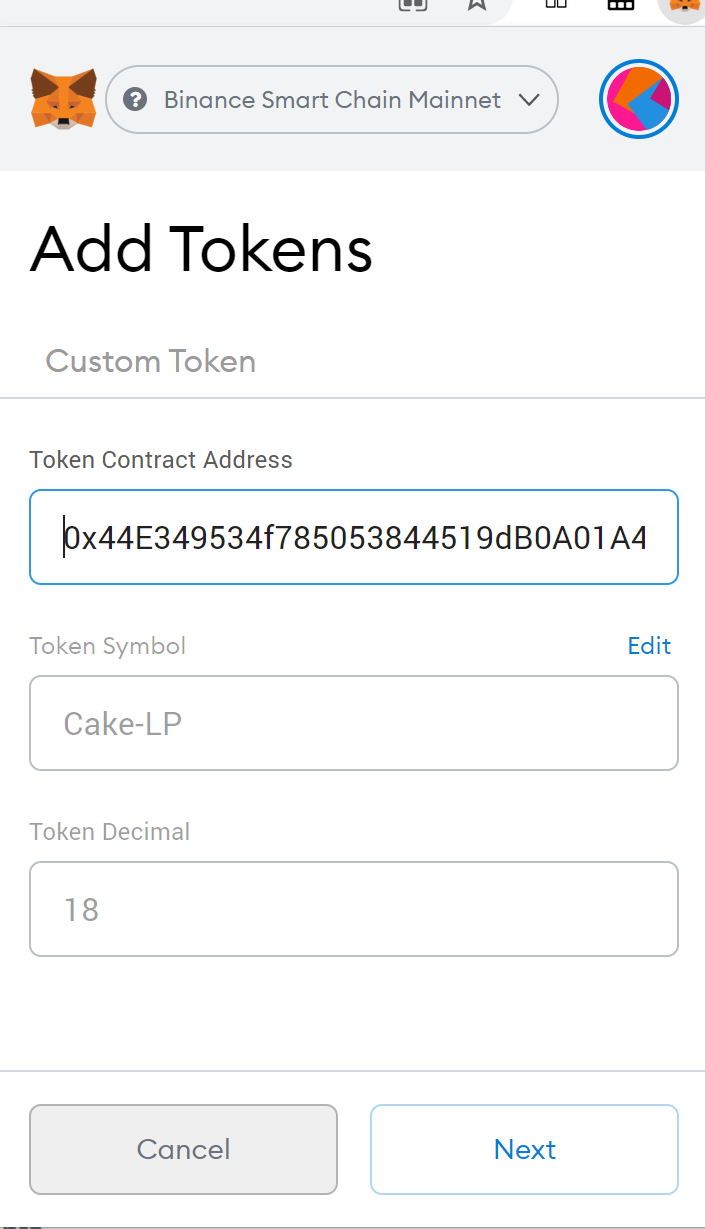 Binance Smart Chain Mainnet
Add Tokens
Custom Token
Token Contract Address
0x44E349534f785053844519dB0A01A4
Token Symbol
Edit
Cake-LP
Token Decimal
18
Cancel
Next